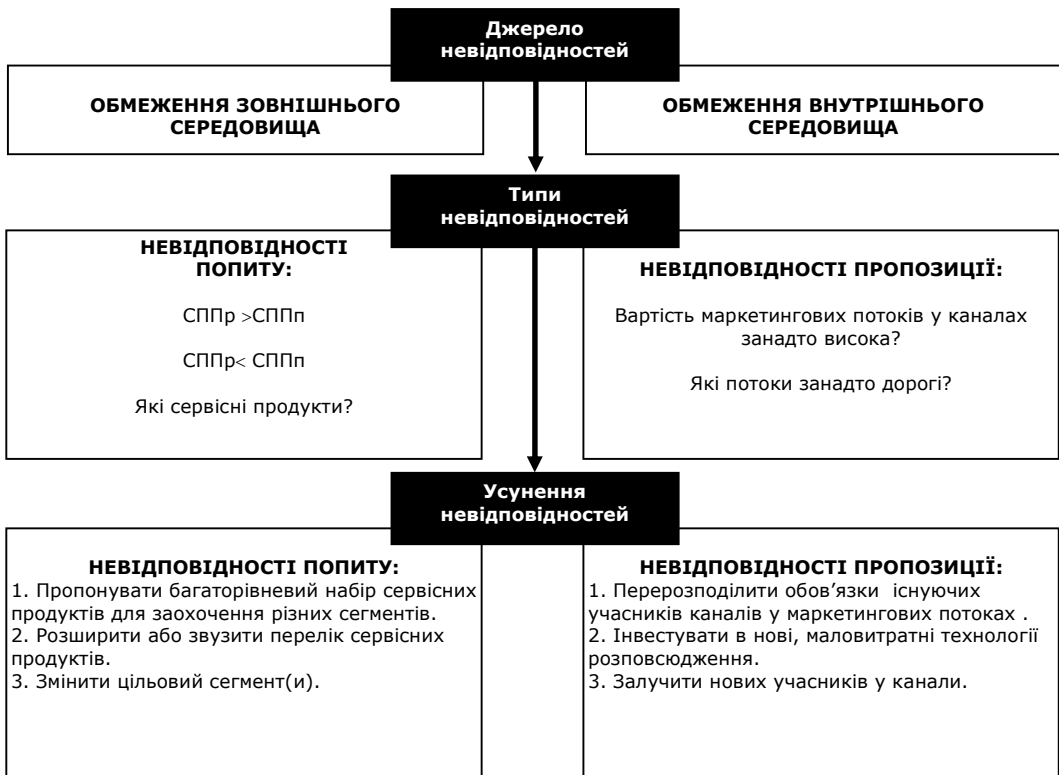 Джерело
невідповідностей
ОБМЕЖЕННЯ ЗОВНІШНЬОГО
СЕРЕДОВИЩА
ОБМЕЖЕННЯ ВНУТРІШНЬОГО
СЕРЕДОВИЩА
Типи
невідповідностей
НЕВІДПОВІДНОСТІ
ПОПИТУ:
СППр >СППп
СППр< СППп
Які сервісні продукти?
НЕВІДПОВІДНОСТІ ПРОПОЗИЦІЇ:
Вартість маркетингових потоків у каналах
занадто висока?
Які потоки занадто дорогі?
Усунення
невідповідностей
НЕВІДПОВІДНОСТІ ПОПИТУ:
1. Пропонувати багаторівневий набір сервісних
продуктів для заохочення різних сегментів.
2. Розширити або звузити перелік сервісних
продуктів.
3. Змінити цільовий сегмент(и).
НЕВІДПОВІДНОСТІ ПРОПОЗИЦІЇ:
1. Перерозподілити обов’язки існуючих
учасників каналів у маркетингових потоках .
2. Інвестувати в нові, маловитратні технології
розповсюдження.
3. Залучити нових учасників у канали.